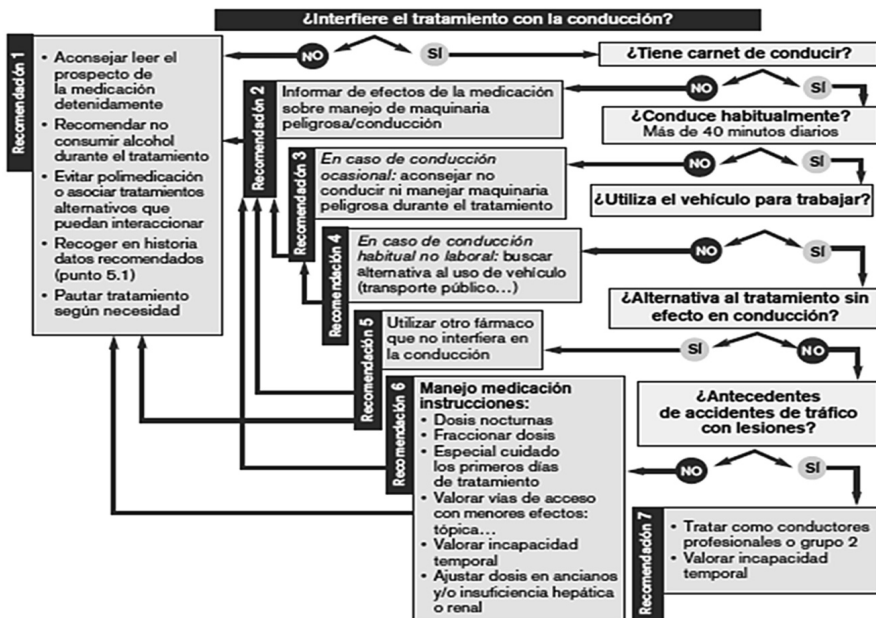 ¿Interfiere el tratamiento con la conducción?
NO
SÍ
Recomendación 1
• Aconsejar leer el
prospecto de
la medicación
detenidamente
• Recomendar no
consumir alcohol
durante el tratamiento
• Evitar polimedicación
o asociar tratamientos
alternativos que
puedan interaccionar
• Recoger en historia
datos recomendados
(punto 5.1)
• Pautar tratamiento
según necesidad
¿Tiene carnet de conducir?
NO
SÍ
Recomendación 2
Informar de efectos de la medicación
sobre manejo de maquinaria
peligrosa/conducción
¿Conduce habitualmente?
Más de 40 minutos diarios
NO
SÍ
Recomendación 3
En caso de conducción
ocasional: aconsejar no
conducir ni manejar maquinaria
peligrosa durante el tratamiento
¿Utiliza el vehículo para trabajar?
NO
SÍ
Recomendación 4
En caso de conducción
habitual no laboral: buscar
alternativa al uso de vehículo
(transporte público...)
¿Alternativa al tratamiento sin
efecto en conducción?
SÍ
NO
Recomendación 5
Utilizar otro fármaco
que no interfiera en
la conducción
¿Antecedentes
de accidentes de tráfico
con lesiones?
NO
SÍ
Recomendación 6
Manejo medicación
instrucciones:
• Dosis nocturnas
• Fraccionar dosis
• Especial cuidado
los primeros días
de tratamiento
• Valorar vías de acceso
con menores efectos:
tópica...
• Valorar incapacidad
temporal
• Ajustar dosis en ancianos
y/o insuficiencia hepática
o renal
Recomendación 7
• Tratar como conductores
profesionales o grupo 2
• Valorar incapacidad
temporal